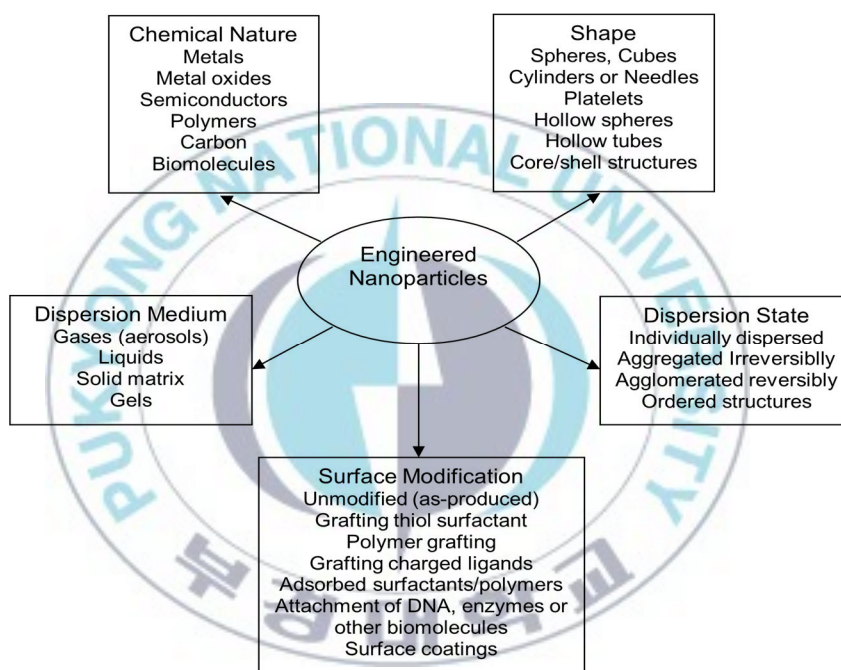 Chemical Nature
Metals
Metal oxides
Semiconductors
Polymers
Carbon
Biomolecules
Shape
Spheres, Cubes
Cylinders or Needles
Platelets
Hollow spheres
Hollow tubes
Core/shell structures
Engineered
Nanoparticles
Dispersion Medium
Gases (aerosols)
Liquids
Solid matrix
Gels
Dispersion State
Individually dispersed
Aggregated Irreversiblly
Agglomerated reversibly
Ordered structures
Surface Modification
Unmodified (as-produced)
Grafting thiol surfactant
Polymer grafting
Grafting charged ligands
Adsorbed surfactants/polymers
Attachment of DNA, enzymes or
other biomolecules
Surface coatings
PUKYONG NATIONAL UNIVERSITY